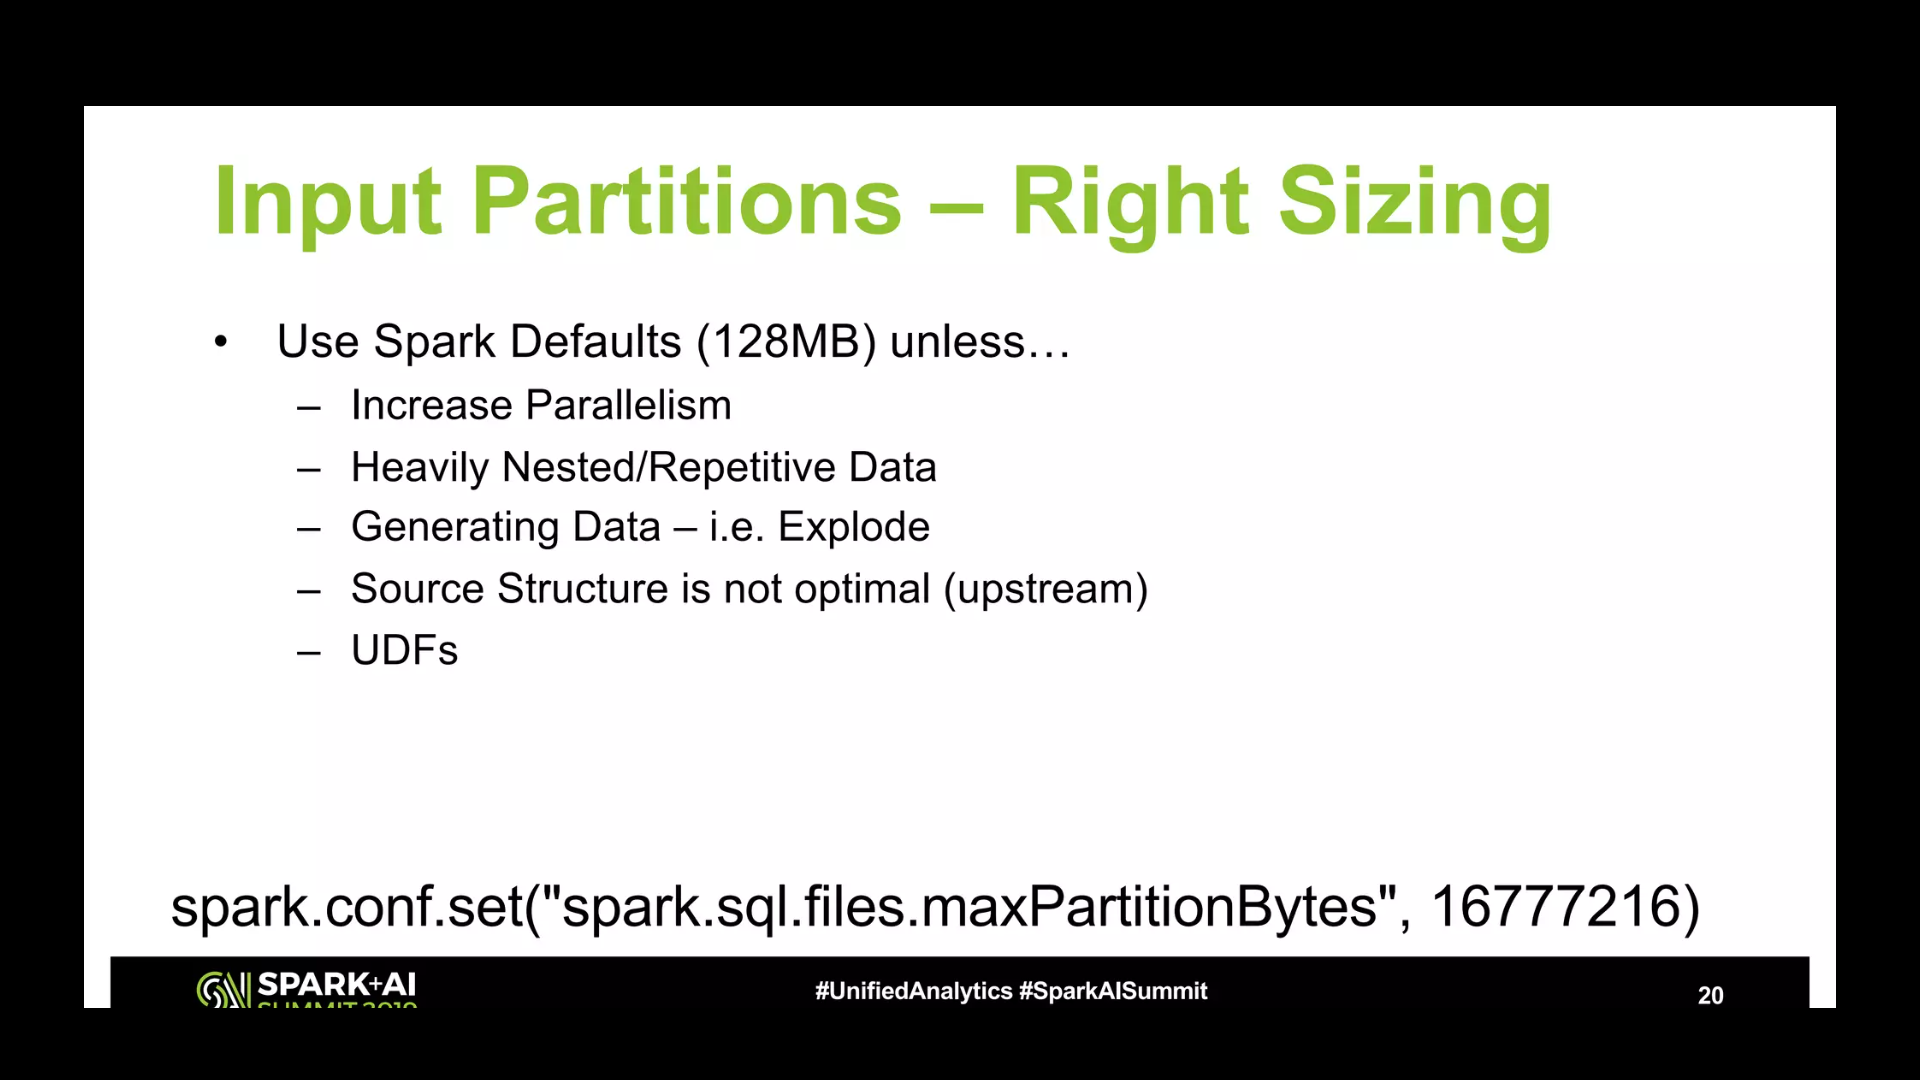 Input Partitions – Right Sizing
• Use Spark Defaults (128MB) unless…
– Increase Parallelism
– Heavily Nested/Repetitive Data
– Generating Data – i.e. Explode
– Source Structure is not optimal (upstream)
– UDFs
spark.conf.set("spark.sql.files.maxPartitionBytes", 16777216)
SPARK+AI
SUMMIT 2019
#UnifiedAnalytics #SparkAISummit
20